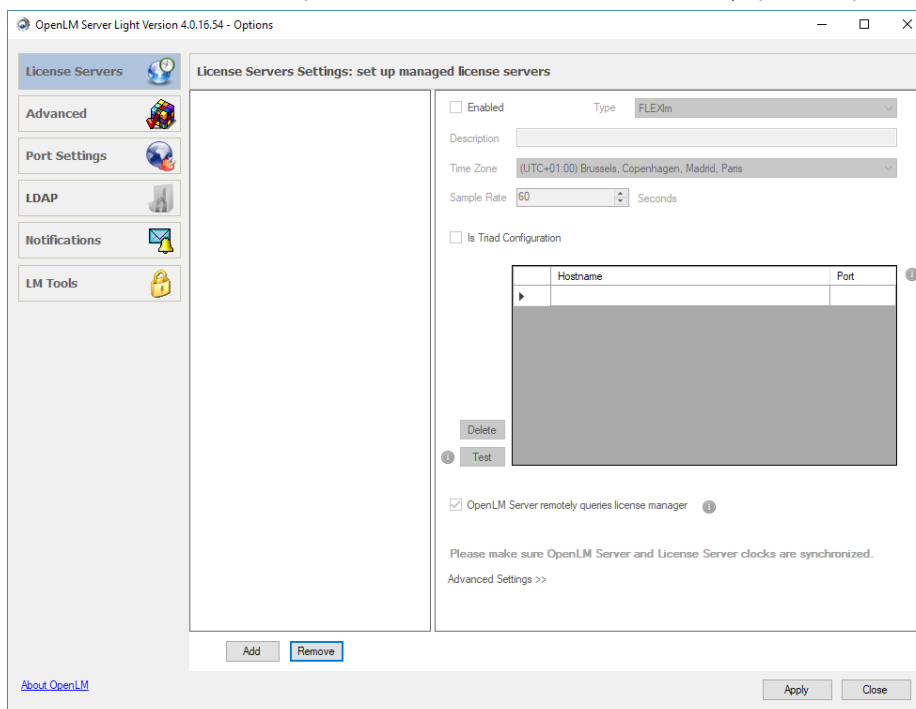 OpenLM Server Light Version 4.0.16.54 - Options
License Servers
Advanced
Port Settings
LDAP
Notifications
LM Tools
About OpenLM
License Servers Settings: set up managed license servers
Enabled Type FLEXlm
Description
Time Zone (UTC+01:00) Brussels, Copenhagen, Madrid, Paris
Sample Rate 60 Seconds
Is Triad Configuration
Hostname Port
Delete
Test
OpenLM Server remotely queries license manager
Please make sure OpenLM Server and License Server clocks are synchronized.
Advanced Settings >>
Add Remove
Apply Close